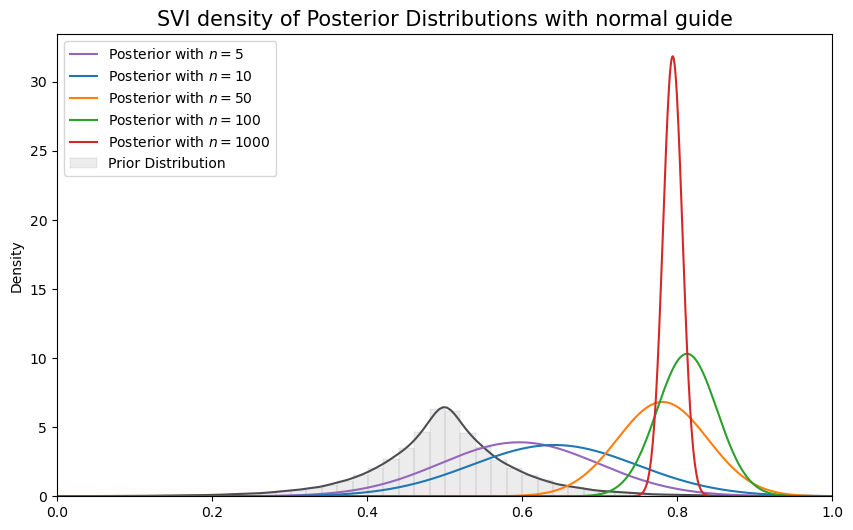 SVI density of Posterior Distributions with normal guide
Posterior with n = 5
Posterior with n = 10
Posterior with n = 50
Posterior with n = 100
Posterior with n = 1000
Prior Distribution
Density
30
25
20
15
10
5
0
0.0 0.2 0.4 0.6 0.8 1.0